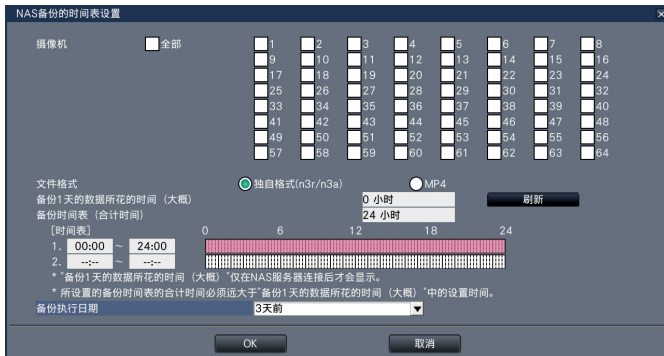 NAS备份的时间表设置
摄像机 全部 1 2 3 4 5 6 7 8
9 10 11 12 13 14 15 16
17 18 19 20 21 22 23 24
25 26 27 28 29 30 31 32
33 34 35 36 37 38 39 40
41 42 43 44 45 46 47 48
49 50 51 52 53 54 55 56
57 58 59 60 61 62 63 64
文件格式 独自格式(n3r/n3a) MP4
备份1天的数据所花的时间（大概） 0 小时 刷新
备份时间表（合计时间） 24 小时
[时间表] 0 6 12 18 24
1. 00:00 ~ 24:00
2. --:-- ~ --:--
* "备份1天的数据所花的时间（大概）"仅在NAS服务器连接后才会显示。
* 所设置的备份时间表的合计时间必须远大于"备份1天的数据所花的时间（大概）"中的设置时间。
备份执行日期 3天前
OK 取消